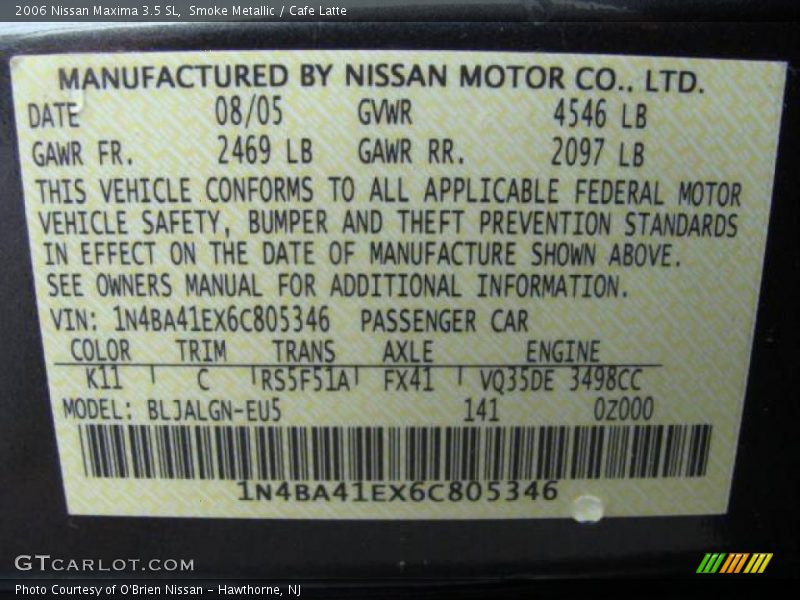 2006 Nissan Maxima 3.5 SL, Smoke Metallic / Cafe Latte
MANUFACTURED BY NISSAN MOTOR CO., LTD.
DATE 08/05 GVWR 4546 LB
GAWR FR. 2469 LB GAWR RR. 2097 LB
THIS VEHICLE CONFORMS TO ALL APPLICABLE FEDERAL MOTOR
VEHICLE SAFETY, BUMPER AND THEFT PREVENTION STANDARDS
IN EFFECT ON THE DATE OF MANUFACTURE SHOWN ABOVE.
SEE OWNERS MANUAL FOR ADDITIONAL INFORMATION.
VIN: 1N4BA41EX6C805346 PASSENGER CAR
COLOR TRIM TRANS AXLE ENGINE
K11 C RS5F51A FX41 VQ35DE 3498CC
MODEL: BLJALGN-EU5 141 0Z000
1N4BA41EX6C805346
GTCARLOT.COM
Photo Courtesy of O'Brien Nissan - Hawthorne, NJ